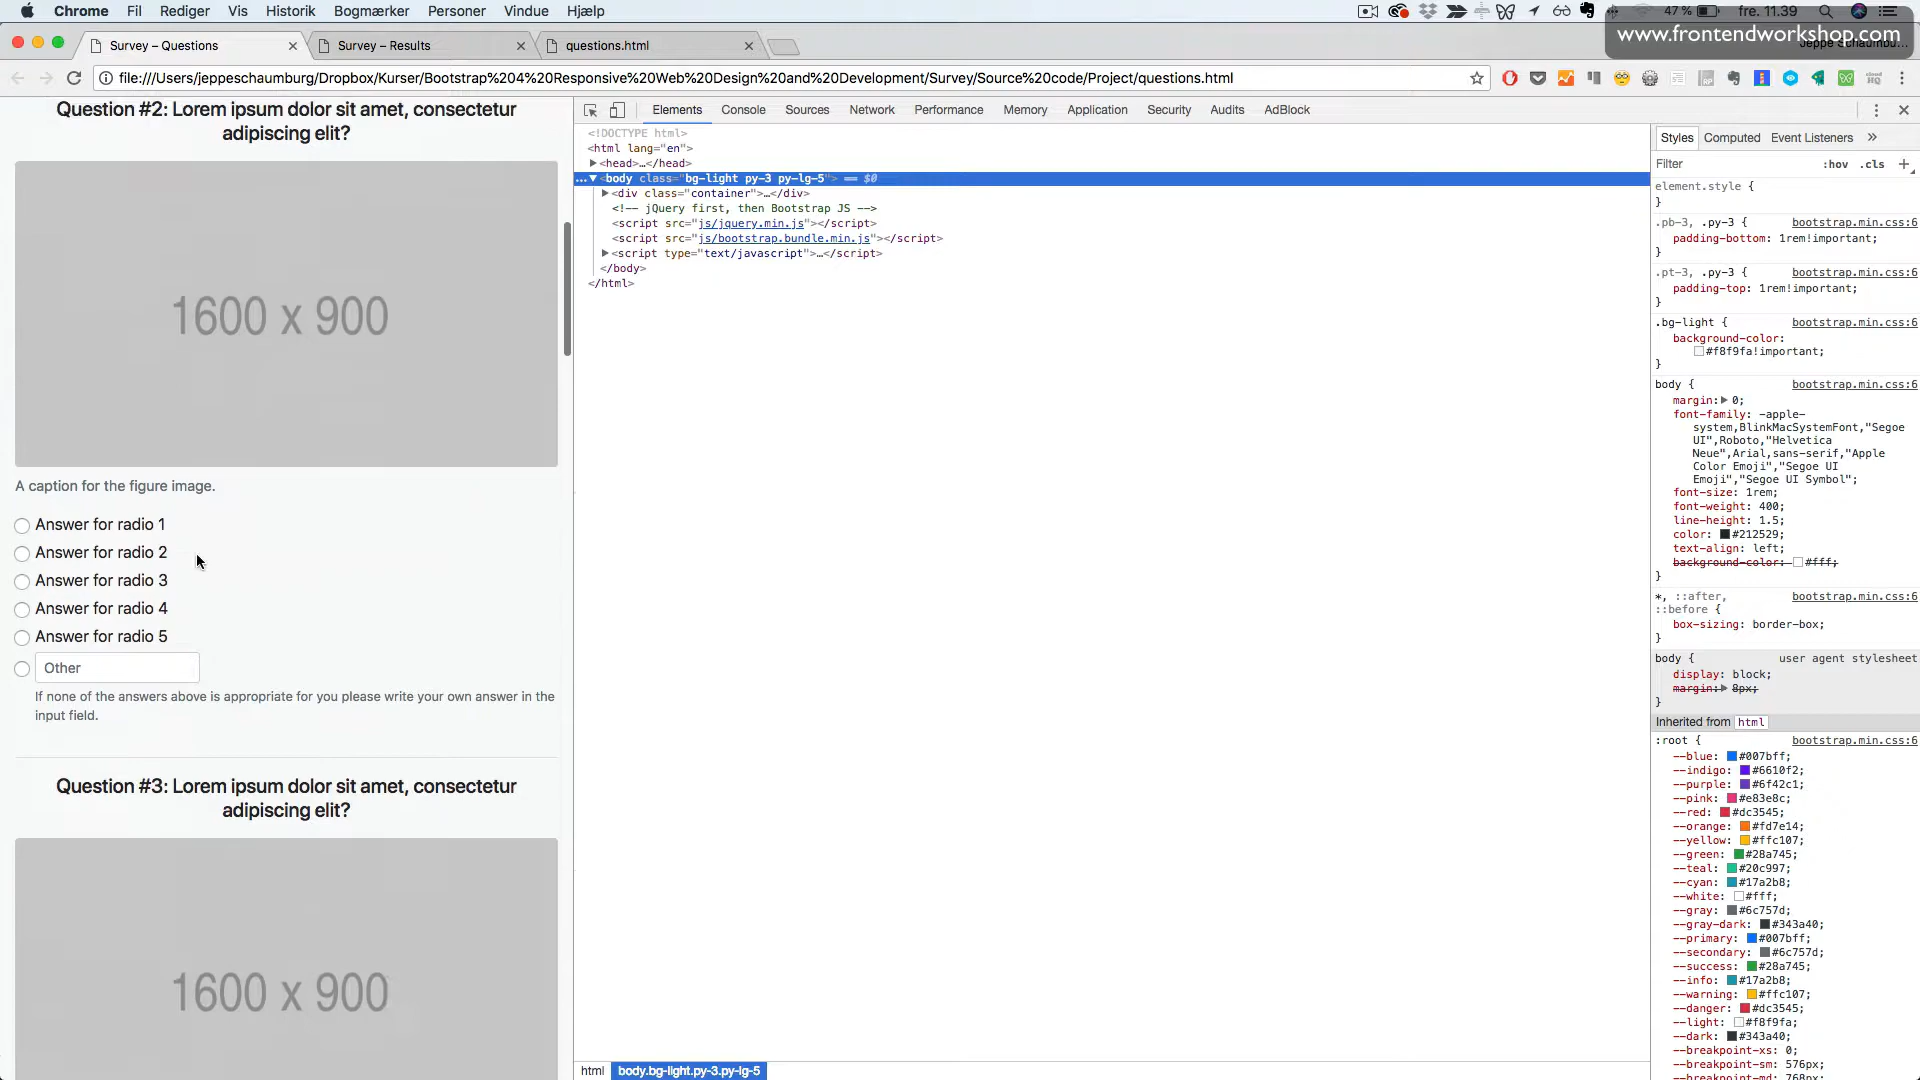 Chrome Fil Rediger Vis Historik Bogmærker Personer Vindue Hjælp 47 % fre. 11.39
www.frontendworkshop.com
Survey – Questions Survey – Results questions.html Jeppe Schaumbu...
file:///Users/jeppeschaumburg/Dropbox/Kurser/Bootstrap%204%20Responsive%20Web%20Design%20and%20Development/Survey/Source%20code/Project/questions.html
Question #2: Lorem ipsum dolor sit amet, consectetur
adipiscing elit?
1600 x 900
A caption for the figure image.
Answer for radio 1
Answer for radio 2
Answer for radio 3
Answer for radio 4
Answer for radio 5
Other
If none of the answers above is appropriate for you please write your own answer in the
input field.
Question #3: Lorem ipsum dolor sit amet, consectetur
adipiscing elit?
1600 x 900
Elements Console Sources Network Performance Memory Application Security Audits AdBlock
<!DOCTYPE html>
<html lang="en">
<head>…</head>
<body class="bg-light py-3 py-lg-5"> == $0
<div class="container">…</div>
<!-- jQuery first, then Bootstrap JS -->
<script src="js/jquery.min.js"></script>
<script src="js/bootstrap.bundle.min.js"></script>
<script type="text/javascript">…</script>
</body>
</html>
html body.bg-light.py-3.py-lg-5
Styles Computed Event Listeners »
Filter :hov .cls +
element.style {
}
.pb-3, .py-3 { bootstrap.min.css:6
padding-bottom: 1rem!important;
}
.pt-3, .py-3 { bootstrap.min.css:6
padding-top: 1rem!important;
}
.bg-light { bootstrap.min.css:6
background-color:
#f8f9fa!important;
}
body { bootstrap.min.css:6
margin: 0;
font-family: -apple-
system,BlinkMacSystemFont,"Segoe
UI",Roboto,"Helvetica
Neue",Arial,sans-serif,"Apple
Color Emoji","Segoe UI
Emoji","Segoe UI Symbol";
font-size: 1rem;
font-weight: 400;
line-height: 1.5;
color: #212529;
text-align: left;
background-color: #fff;
}
*, ::after, bootstrap.min.css:6
::before {
box-sizing: border-box;
}
body { user agent stylesheet
display: block;
margin: 8px;
}
Inherited from html
:root { bootstrap.min.css:6
--blue: #007bff;
--indigo: #6610f2;
--purple: #6f42c1;
--pink: #e83e8c;
--red: #dc3545;
--orange: #fd7e14;
--yellow: #ffc107;
--green: #28a745;
--teal: #20c997;
--cyan: #17a2b8;
--white: #fff;
--gray: #6c757d;
--gray-dark: #343a40;
--primary: #007bff;
--secondary: #6c757d;
--success: #28a745;
--info: #17a2b8;
--warning: #ffc107;
--danger: #dc3545;
--light: #f8f9fa;
--dark: #343a40;
--breakpoint-xs: 0;
--breakpoint-sm: 576px;
--breakpoint-md: 768px;